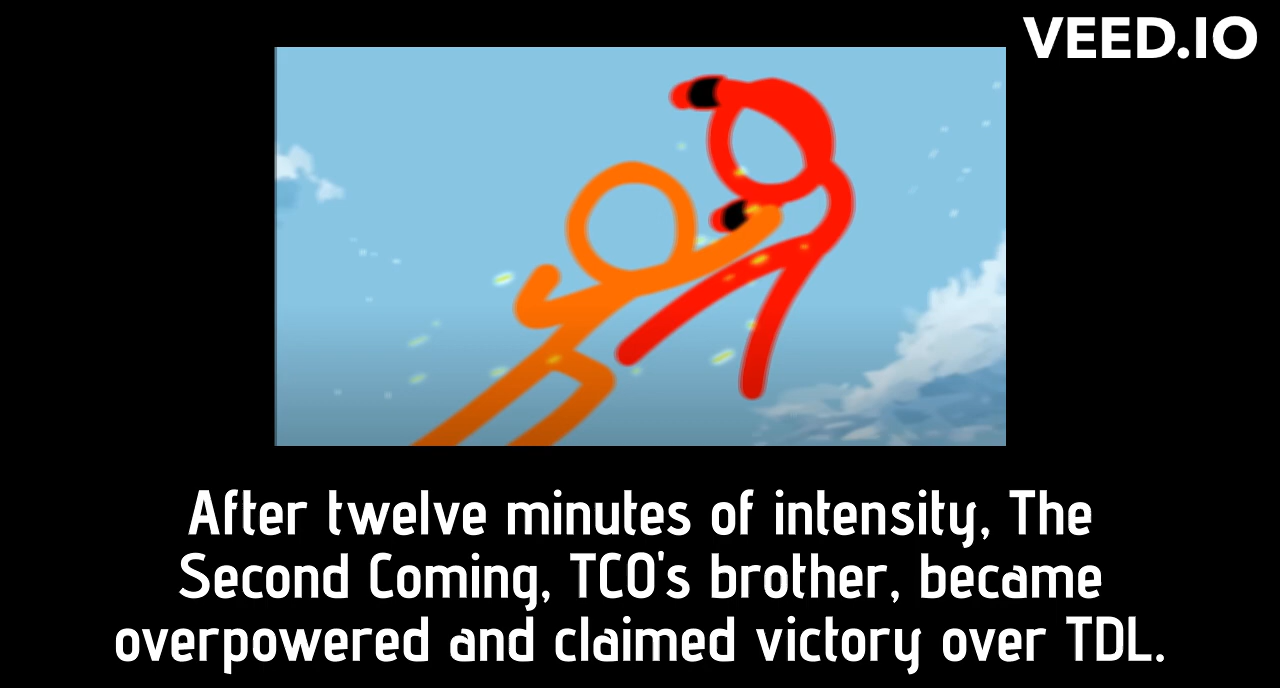 VEED.IO
After twelve minutes of intensity, The
Second Coming, TCO's brother, became
overpowered and claimed victory over TDL.